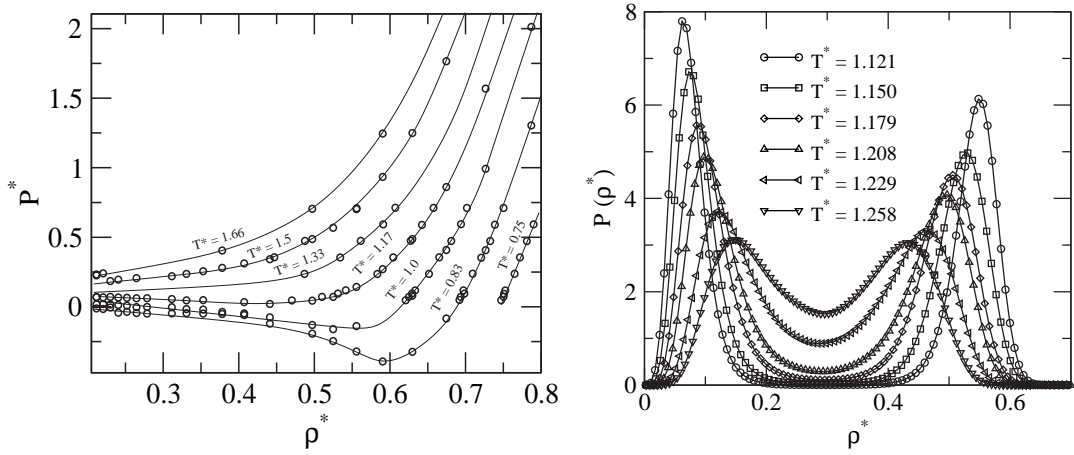 2
1.5
1
0.5
0
P*
T* = 1.66
T* = 1.5
T* = 1.33
T* = 1.17
T* = 1.0
T* = 0.83
T* = 0.75
0.3 0.4 0.5 0.6 0.7 0.8
ρ*
8
6
4
2
0
P (ρ*)
T* = 1.121
T* = 1.150
T* = 1.179
T* = 1.208
T* = 1.229
T* = 1.258
0 0.2 0.4 0.6
ρ*